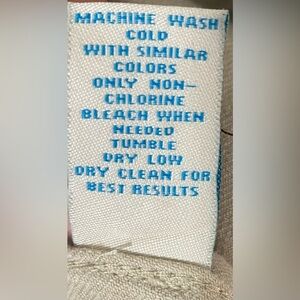 MACHINE WASH
COLD
WITH SIMILAR
COLORS
ONLY NON-
CHLORINE
BLEACH WHEN
NEEDED
TUMBLE
DRY LOW
DRY CLEAN FOR
BEST RESULTS